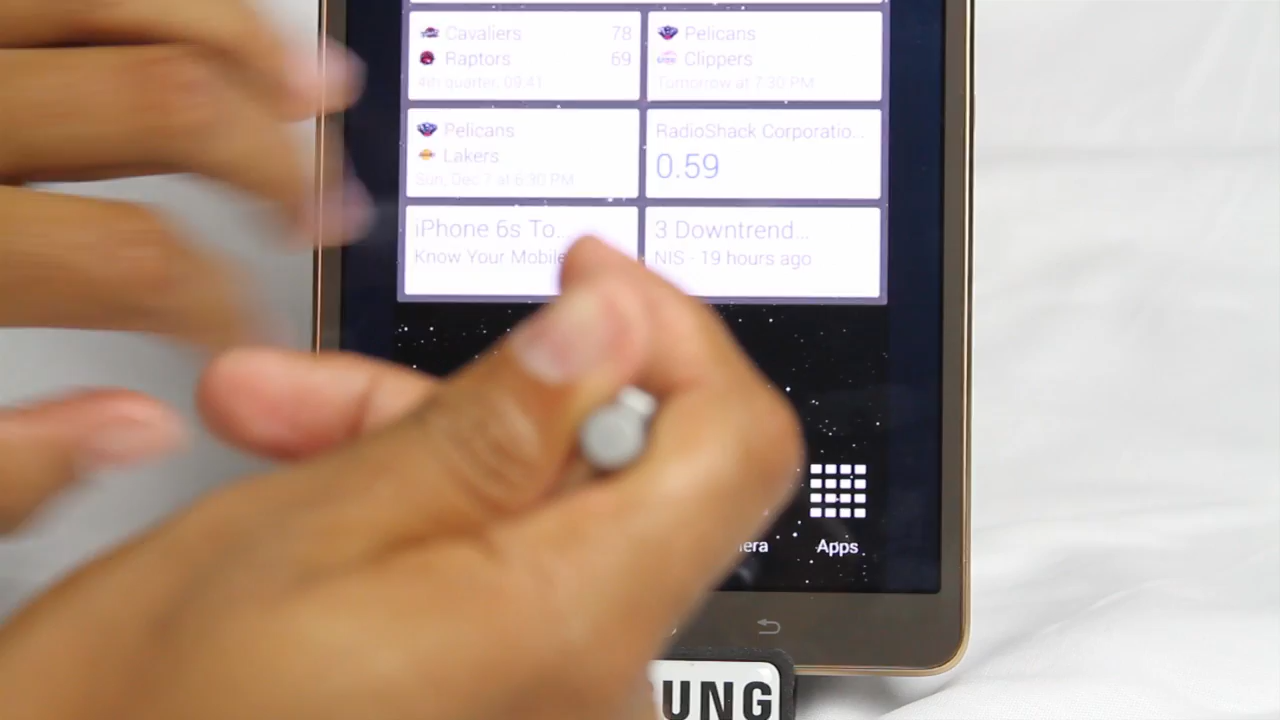 Cavaliers 78
Raptors 69
4th quarter, 09:41
Pelicans
Clippers
Tomorrow at 7:30 PM
Pelicans
Lakers
Sun, Dec 7 at 6:30 PM
RadioShack Corporatio...
0.59
iPhone 6s To...
Know Your Mobile
3 Downtrend...
NIS - 19 hours ago
era
Apps
UNG